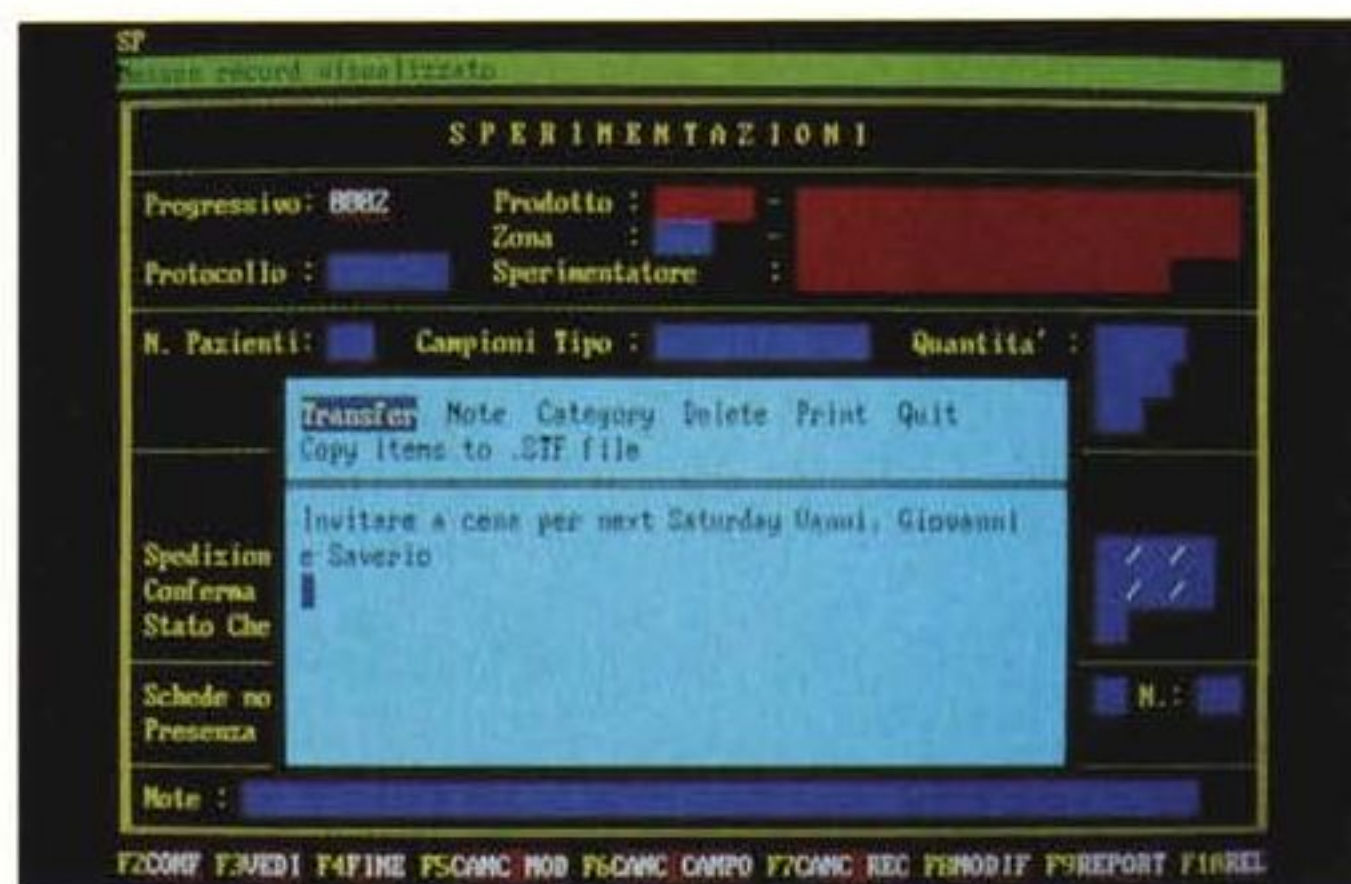 SP
Nessun record visualizzato
SPERIMENTAZIONI
Progressivo: 0002 Prodotto : -
Zona : -
Protocollo : Sperimentatore :
N. Pazienti: Campioni Tipo : Quantita' :
Transfer Note Category Delete Print Quit
Copy items to .STF file
Invitare a cena per next Saturday Vanni, Giovanni
e Saverio
Spedizion / /
Conferma / /
Stato Che
Schede no N.:
Presenza
Note :
F2CONF F3VEDI F4FINE F5CANC MOD F6CANC CAMPO F7CANC REC F8MODIF F9REPORT F10REL